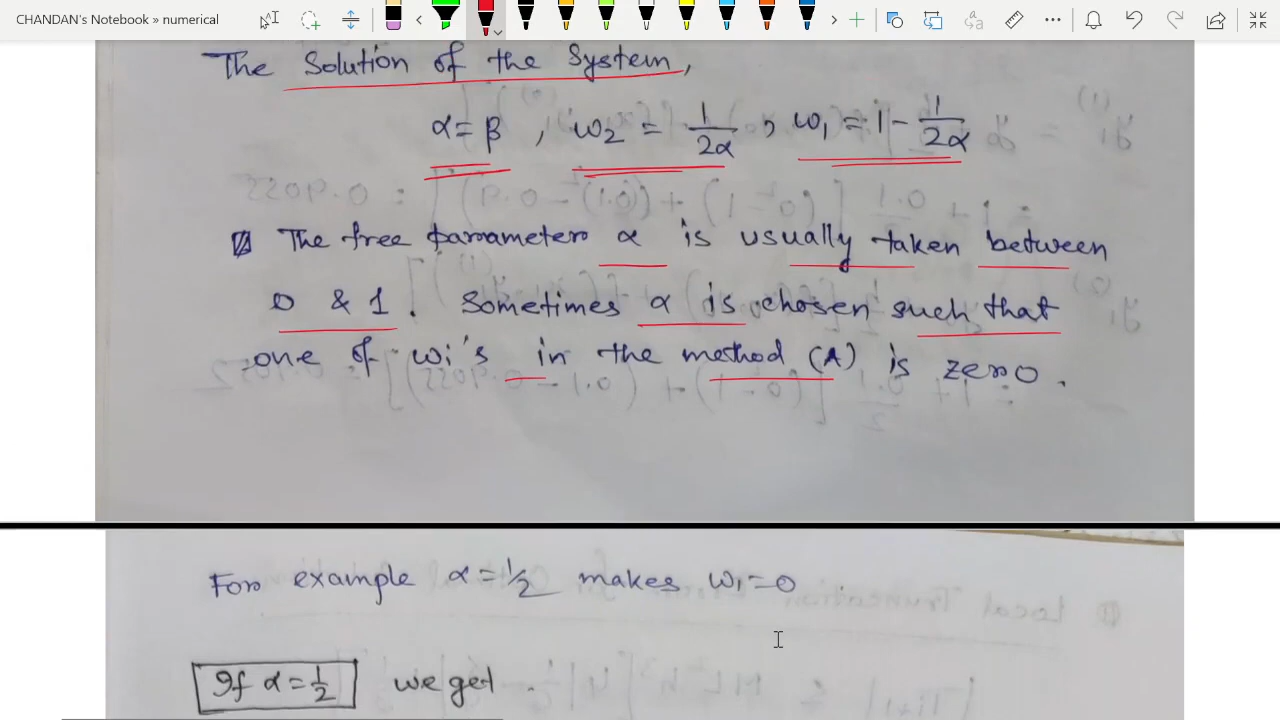 CHANDAN's Notebook » numerical
The Solution of the System,
α = β , ω2 = 1/2α , ω1 = 1 - 1/2α
The free parameter α is usually taken between
0 & 1. Sometimes α is chosen such that
one of wi's in the method (A) is zero.
For example α = 1/2 makes ω1 = 0
If α = 1/2 we get